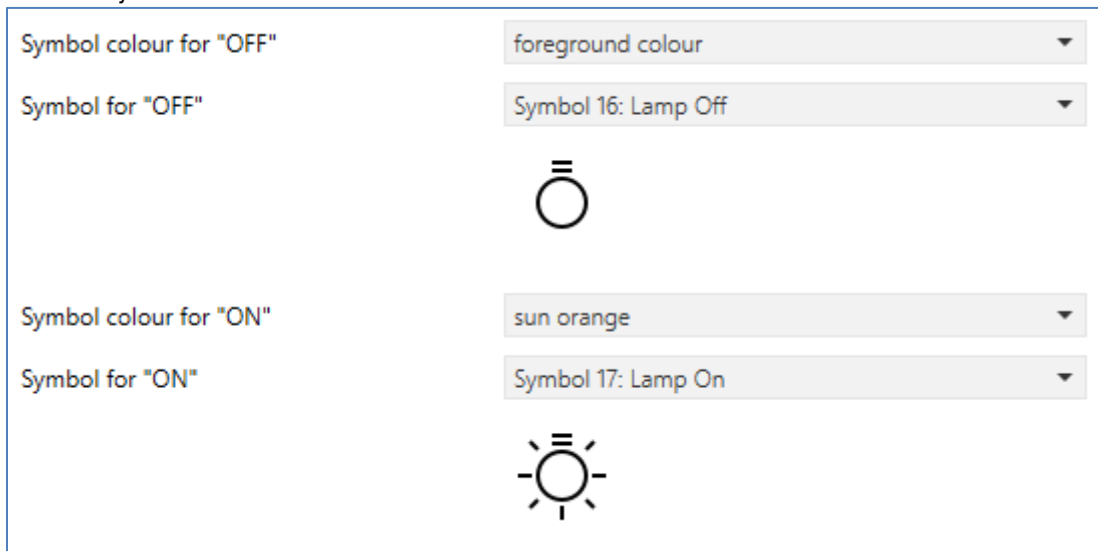 Symbol colour for "OFF" foreground colour
Symbol for "OFF" Symbol 16: Lamp Off
Symbol colour for "ON" sun orange
Symbol for "ON" Symbol 17: Lamp On